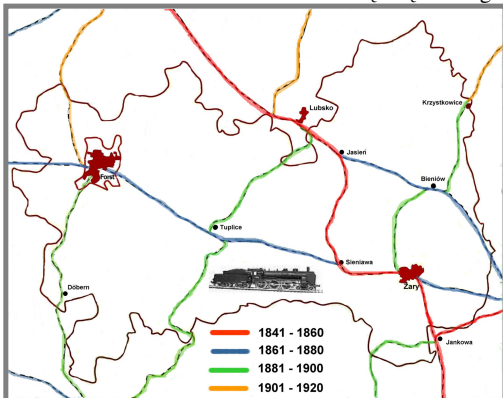 Lubsko
Krzystkowice
Jasień
Forst
Bieniów
Tuplice
Sieniawa
Żary
Döbern
Jankowa
1841 - 1860
1861 - 1880
1881 - 1900
1901 - 1920